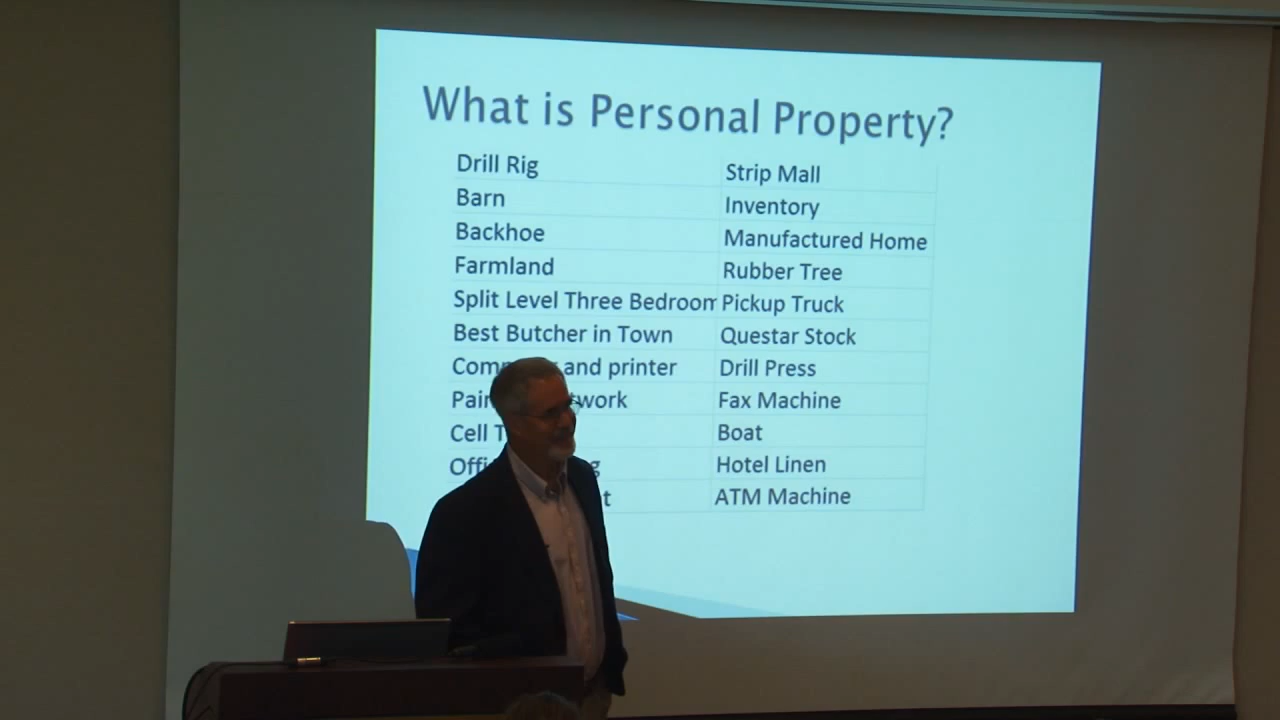 What is Personal Property?
Drill Rig
Barn
Backhoe
Farmland
Split Level Three Bedroom
Best Butcher in Town
and printer
Cell
Strip Mall
Inventory
Manufactured Home
Rubber Tree
Pickup Truck
Questar Stock
Drill Press
Fax Machine
Boat
Hotel Linen
ATM Machine